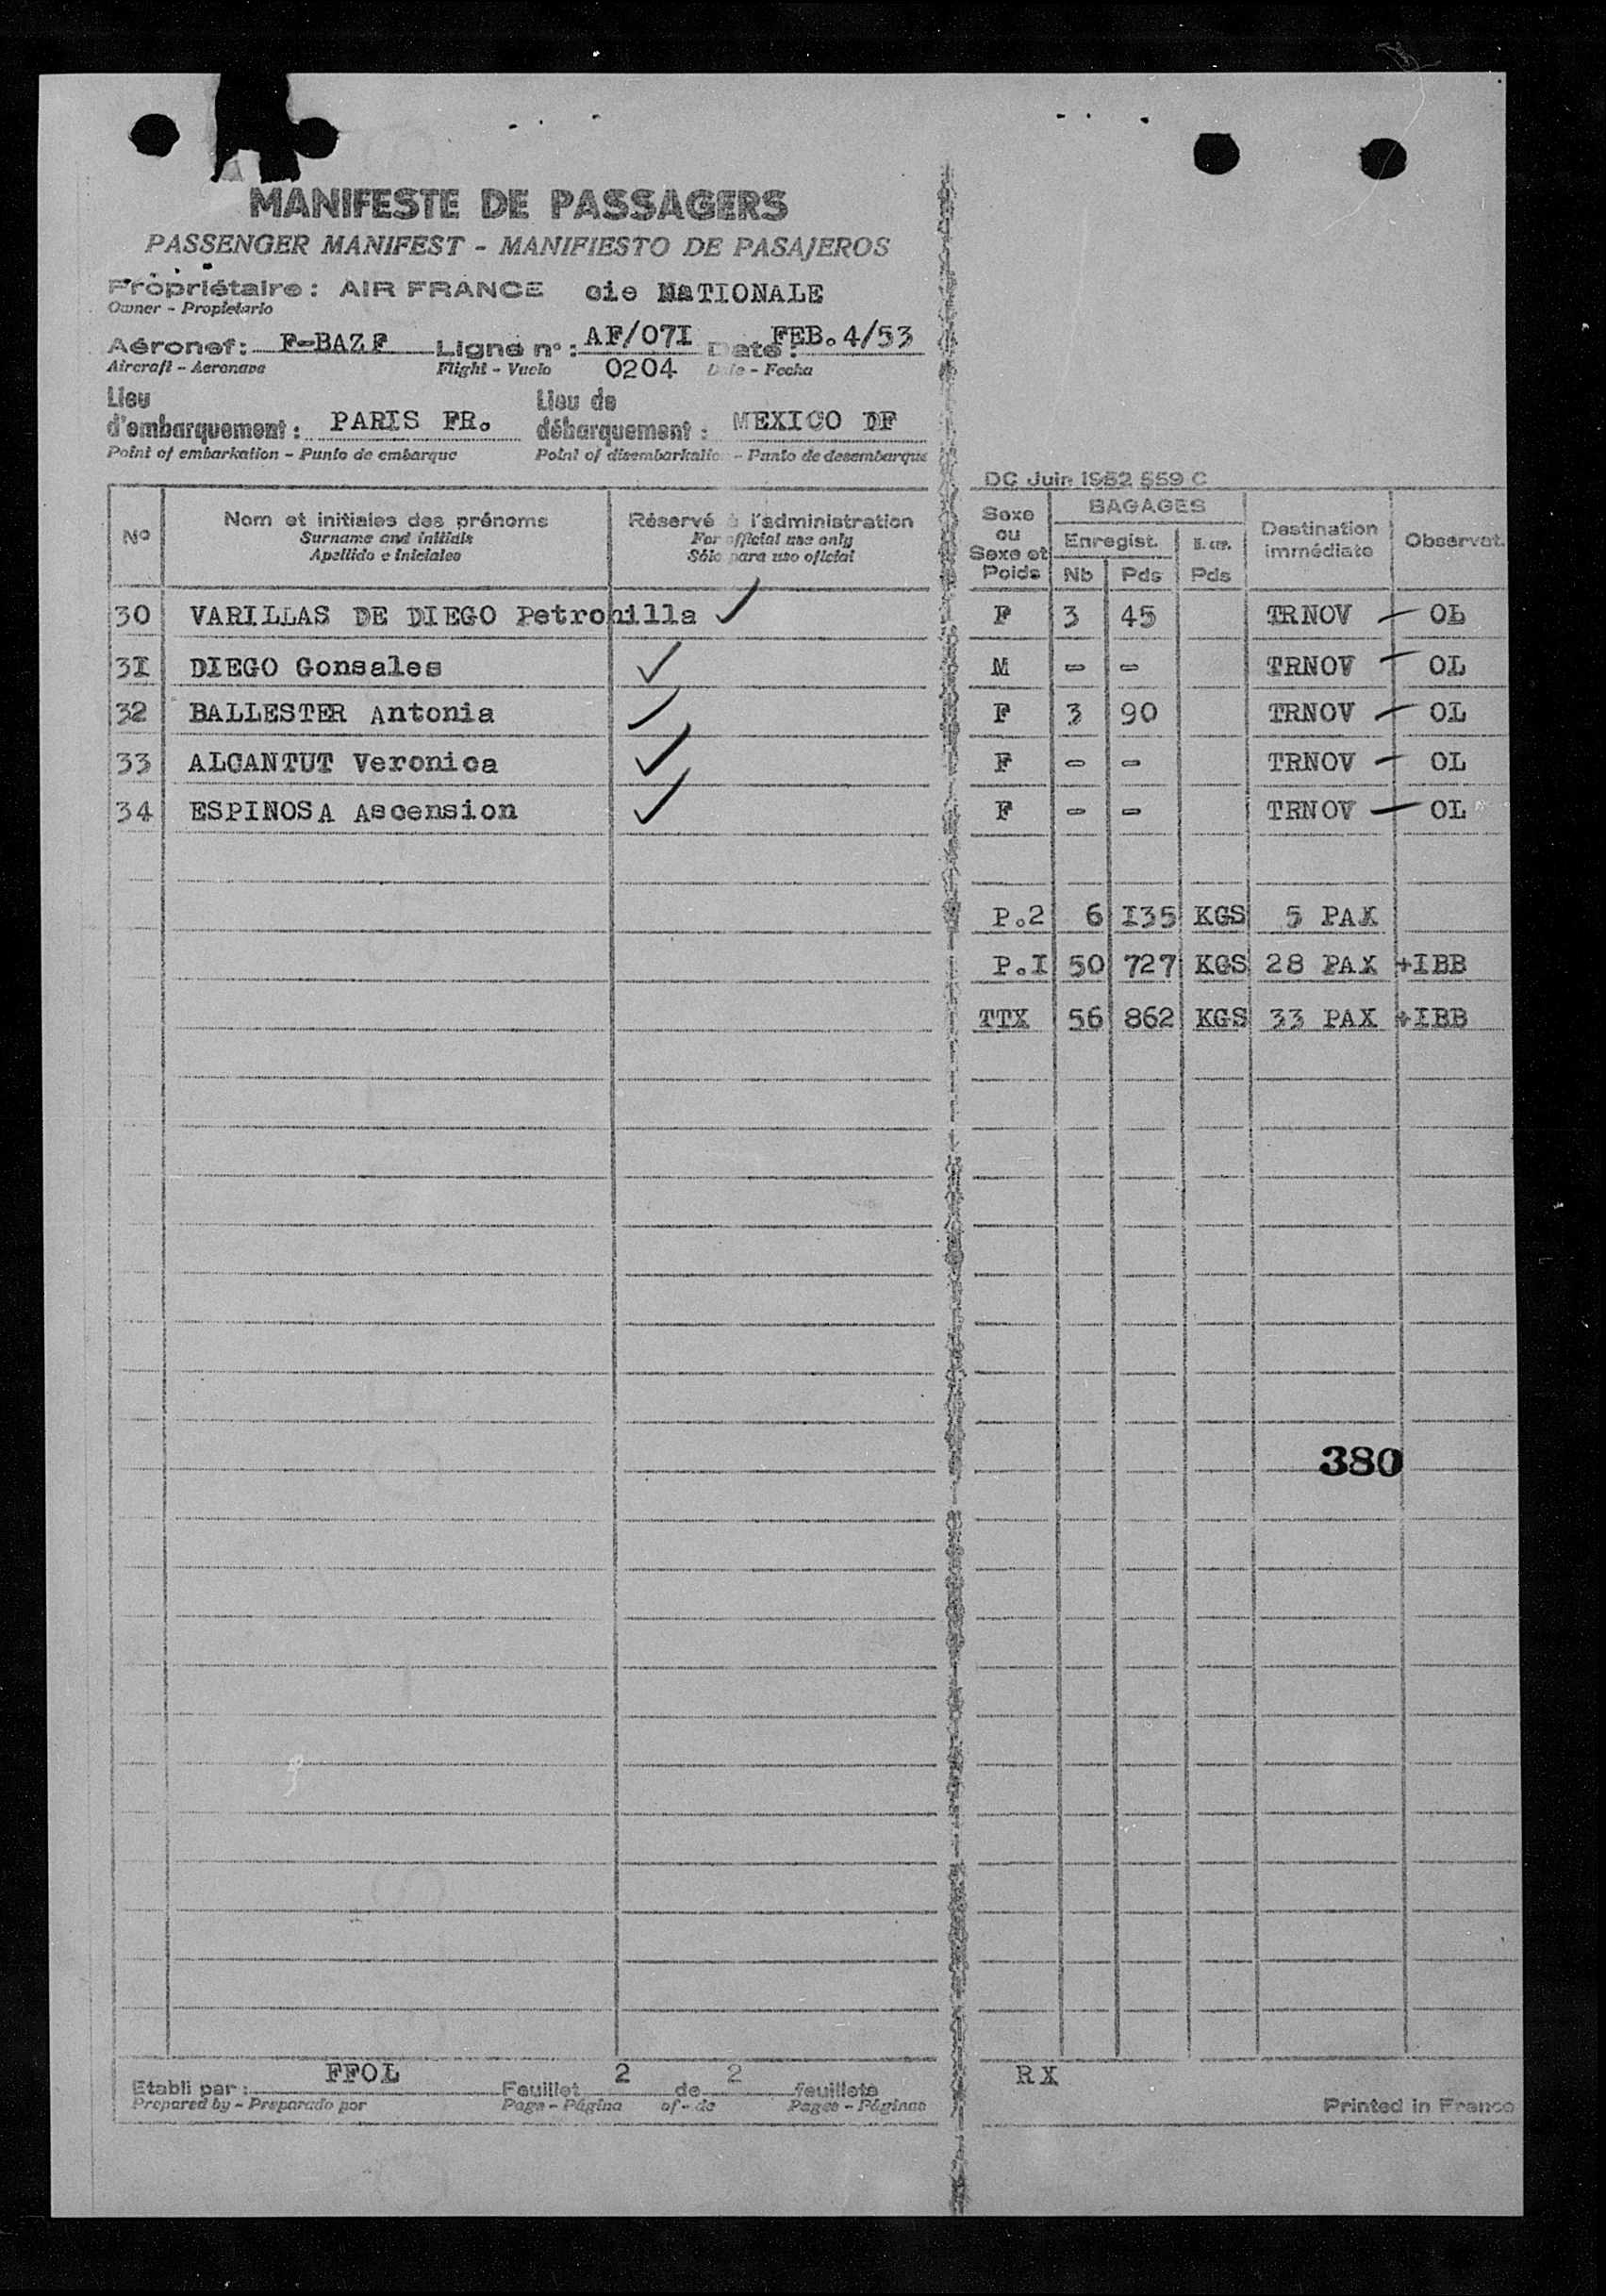 MANIFESTE DE PASSAGERS
PASSENGER MANIFEST - MANIFIESTO DE PASAJEROS
Propriétaire : AIR FRANCE cie NaTIONALE
Owner - Propietario
Aéronef : F-BAZF Ligne n° : AF/07I Date : FEB.4/53
Aircraft - Aeronave Flight - Vuelo 0204 Date - Fecha
Lieu d'embarquement : PARIS FR. Lieu de débarquement : MEXICO DF
Point of embarkation - Punto de embarque Point of disembarkation - Punto de desembarque
DC Juin 1952 559 C
Nº Nom et initiales des prénoms Réservé à l'administration Sexe ou Sexe et Poids BAGAGES Destination immédiate Observat.
Surname and initials For official use only Enregist.
Apellido e iniciales Sólo para uso oficial Nb Pds Pds
30 VARILLAS DE DIEGO Petronilla F 3 45 TRNOV OL
3I DIEGO Gonsales M - - TRNOV OL
32 BALLESTER Antonia F 3 90 TRNOV OL
33 ALCANTUT Veronica F - - TRNOV OL
34 ESPINOSA Ascension F - - TRNOV OL
P.2 6 I35 KGS 5 PAX
P.I 50 727 KGS 28 PAX +IBB
TTX 56 862 KGS 33 PAX +IBB
380
Etabli par : FFOL Feuillet 2 de 2 feuillets RX
Prepared by - Preparado por Page - Página of - de Pages - Páginas Printed in France